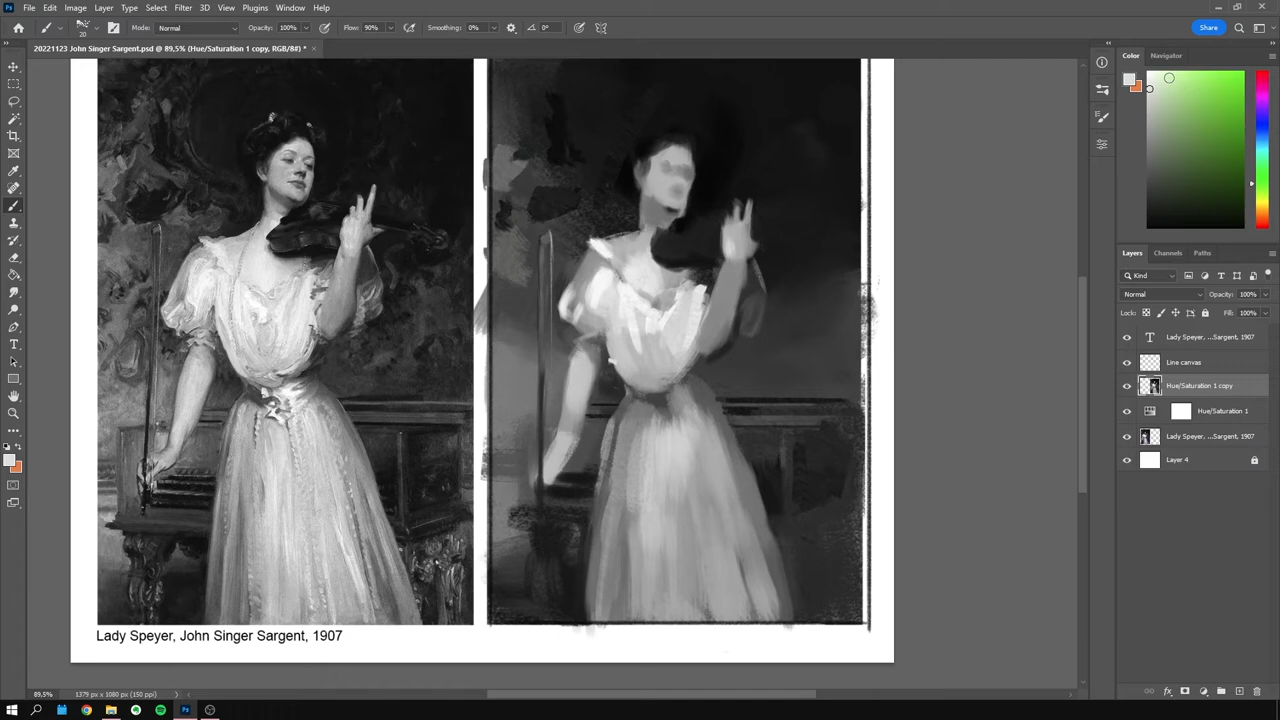 File Edit Image Layer Type Select Filter 3D View Plugins Window Help
20 Mode: Normal Opacity: 100% Flow: 90% Smoothing: 0% 0° Share
20221123 John Singer Sargent.psd @ 89,5% (Hue/Saturation 1 copy, RGB/8#) *
Color Navigator
Layers Channels Paths
Kind
Normal Opacity: 100%
Lock: Fill: 100%
Lady Speyer, ...Sargent, 1907
Line canvas
Hue/Saturation 1 copy
Hue/Saturation 1
Lady Speyer, ...Sargent, 1907
Layer 4
Lady Speyer, John Singer Sargent, 1907
89,5% 1379 px x 1080 px (150 ppi)